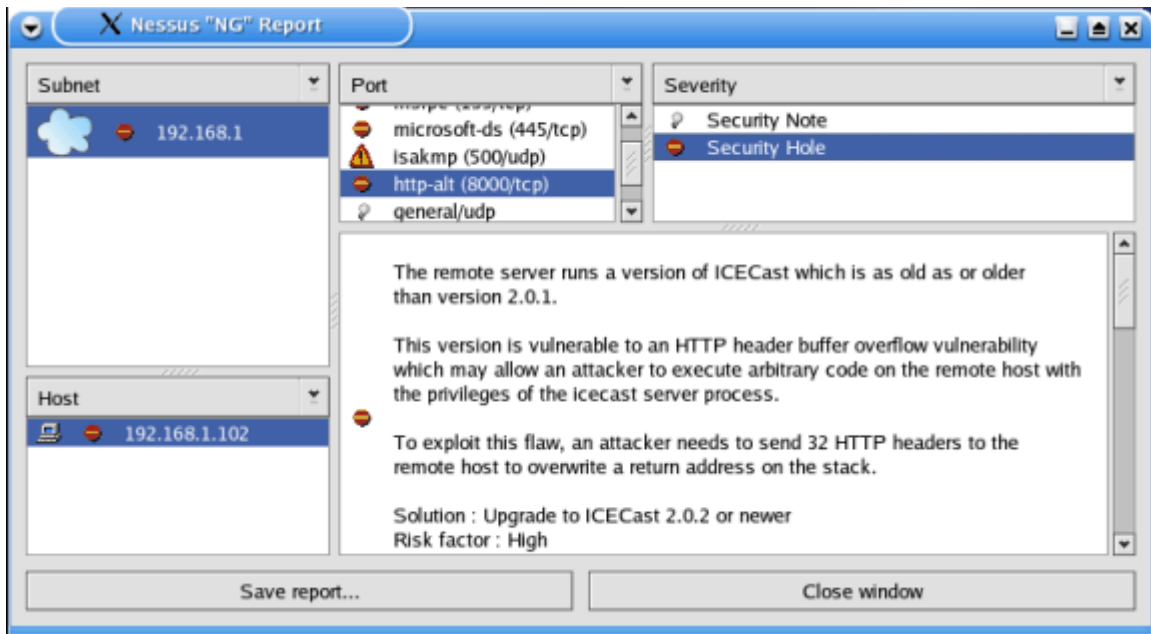 Nessus "NG" Report
Subnet
192.168.1
Host
192.168.1.102
Port
microsoft-ds (445/tcp)
isakmp (500/udp)
http-alt (8000/tcp)
general/udp
Severity
Security Note
Security Hole
The remote server runs a version of ICECast which is as old as or older
than version 2.0.1.
This version is vulnerable to an HTTP header buffer overflow vulnerability
which may allow an attacker to execute arbitrary code on the remote host with
the privileges of the icecast server process.
To exploit this flaw, an attacker needs to send 32 HTTP headers to the
remote host to overwrite a return address on the stack.
Solution : Upgrade to ICECast 2.0.2 or newer
Risk factor : High
Save report...
Close window